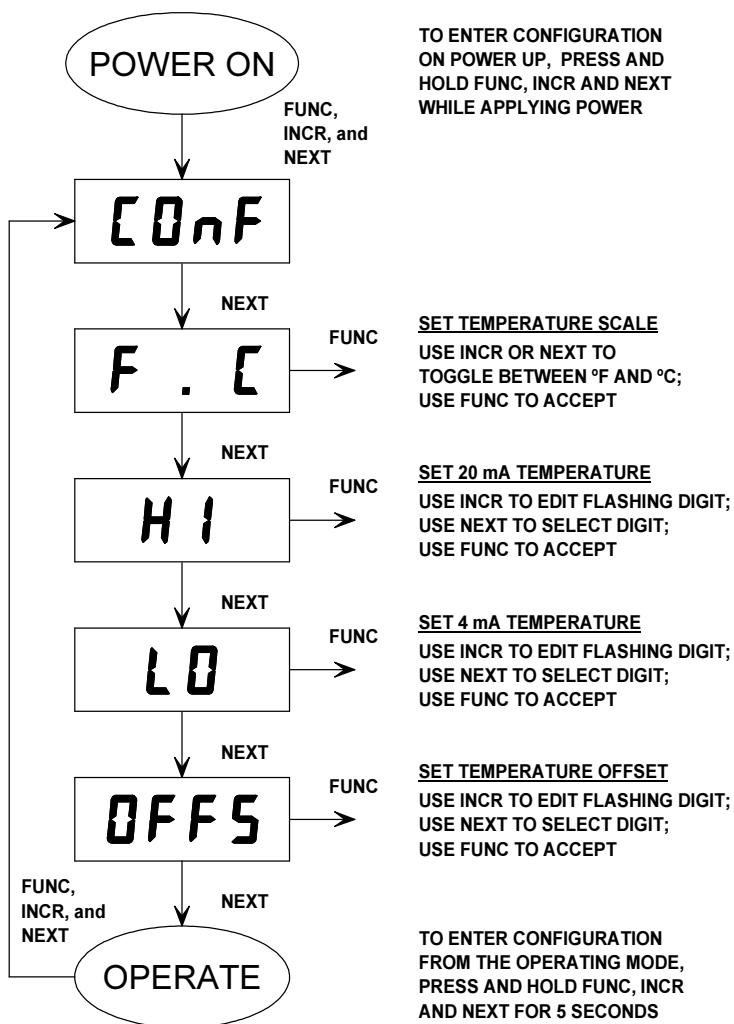 POWER ON
TO ENTER CONFIGURATION
ON POWER UP, PRESS AND
HOLD FUNC, INCR AND NEXT
WHILE APPLYING POWER
FUNC,
INCR, and
NEXT
COnF
NEXT
F . C
FUNC
SET TEMPERATURE SCALE
USE INCR OR NEXT TO
TOGGLE BETWEEN ºF AND ºC;
USE FUNC TO ACCEPT
NEXT
HI
FUNC
SET 20 mA TEMPERATURE
USE INCR TO EDIT FLASHING DIGIT;
USE NEXT TO SELECT DIGIT;
USE FUNC TO ACCEPT
NEXT
LO
FUNC
SET 4 mA TEMPERATURE
USE INCR TO EDIT FLASHING DIGIT;
USE NEXT TO SELECT DIGIT;
USE FUNC TO ACCEPT
NEXT
OFFS
FUNC
SET TEMPERATURE OFFSET
USE INCR TO EDIT FLASHING DIGIT;
USE NEXT TO SELECT DIGIT;
USE FUNC TO ACCEPT
NEXT
FUNC,
INCR, and
NEXT
OPERATE
TO ENTER CONFIGURATION
FROM THE OPERATING MODE,
PRESS AND HOLD FUNC, INCR
AND NEXT FOR 5 SECONDS